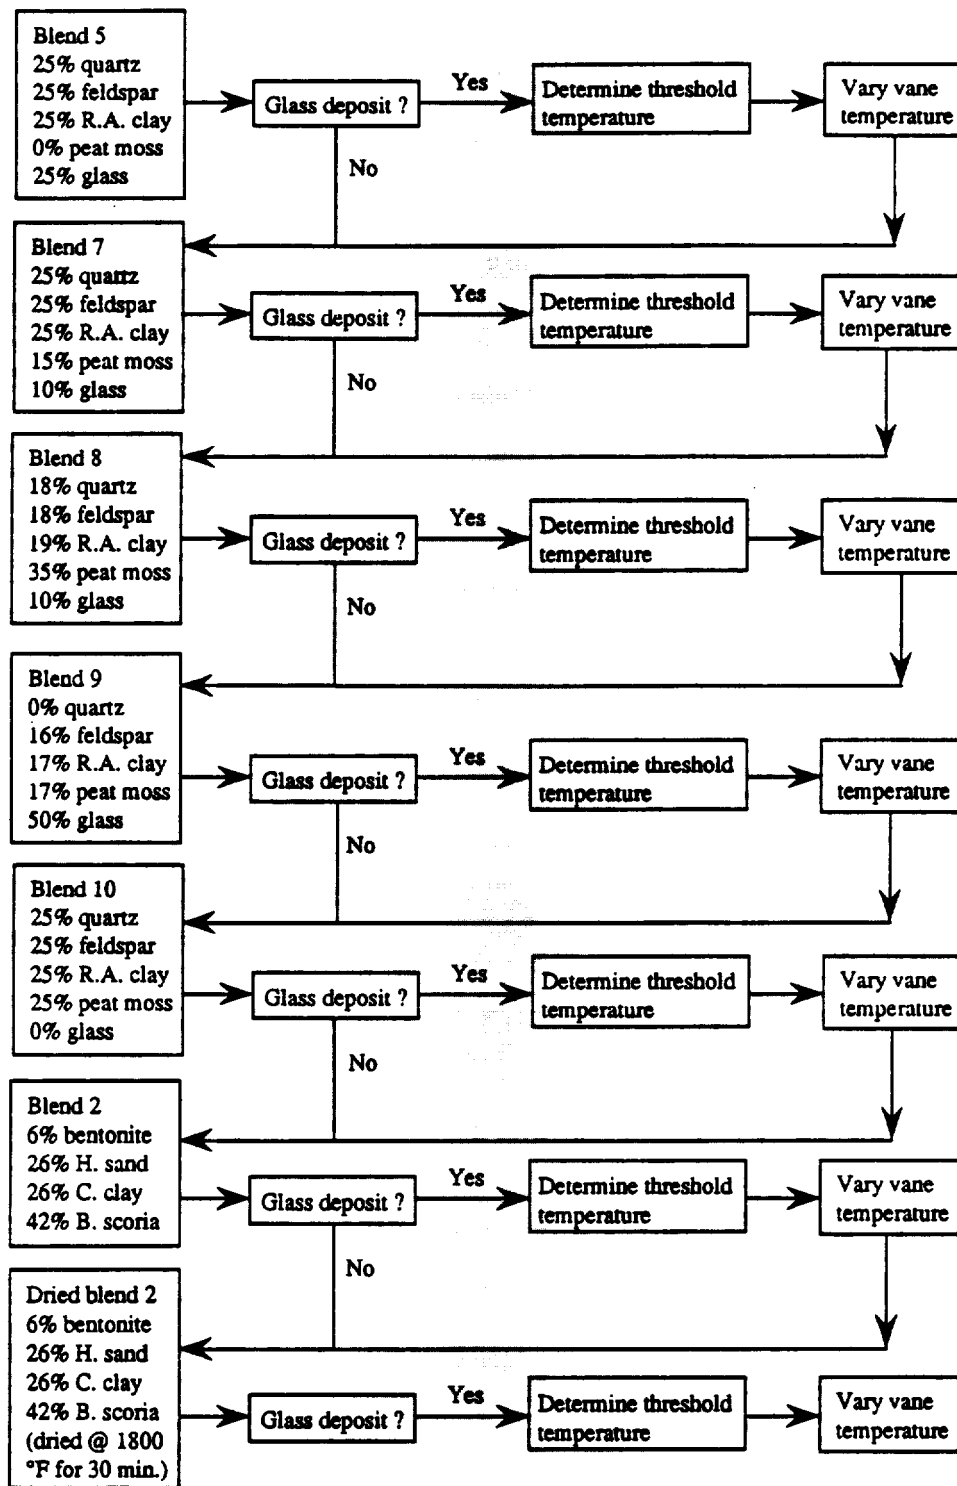 Blend 5
25% quartz
25% feldspar
25% R.A. clay
0% peat moss
25% glass
Glass deposit ?
Yes
No
Determine threshold
temperature
Vary vane
temperature
Blend 7
25% quartz
25% feldspar
25% R.A. clay
15% peat moss
10% glass
Glass deposit ?
Yes
No
Determine threshold
temperature
Vary vane
temperature
Blend 8
18% quartz
18% feldspar
19% R.A. clay
35% peat moss
10% glass
Glass deposit ?
Yes
No
Determine threshold
temperature
Vary vane
temperature
Blend 9
0% quartz
16% feldspar
17% R.A. clay
17% peat moss
50% glass
Glass deposit ?
Yes
No
Determine threshold
temperature
Vary vane
temperature
Blend 10
25% quartz
25% feldspar
25% R.A. clay
25% peat moss
0% glass
Glass deposit ?
Yes
No
Determine threshold
temperature
Vary vane
temperature
Blend 2
6% bentonite
26% H. sand
26% C. clay
42% B. scoria
Glass deposit ?
Yes
No
Determine threshold
temperature
Vary vane
temperature
Dried blend 2
6% bentonite
26% H. sand
26% C. clay
42% B. scoria
(dried @ 1800
°F for 30 min.)
Glass deposit ?
Yes
Determine threshold
temperature
Vary vane
temperature